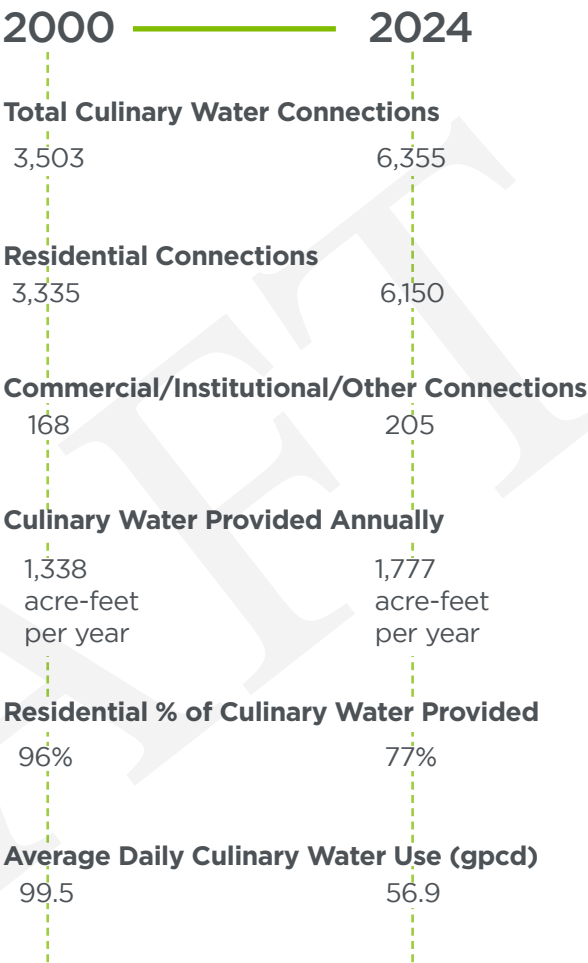 2000 2024
Total Culinary Water Connections
3,503 6,355
Residential Connections
3,335 6,150
Commercial/Institutional/Other Connections
168 205
Culinary Water Provided Annually
1,338 1,777
acre-feet acre-feet
per year per year
Residential % of Culinary Water Provided
96% 77%
Average Daily Culinary Water Use (gpcd)
99.5 56.9
AFT